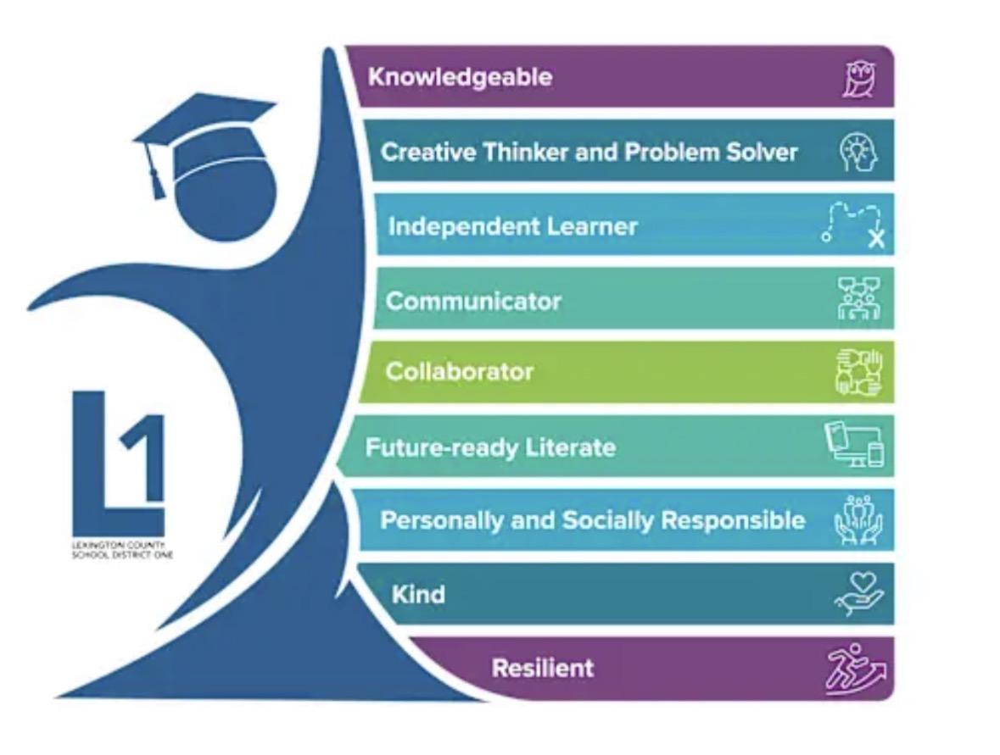 Knowledgeable
Creative Thinker and Problem Solver
Independent Learner
Communicator
Collaborator
Future-ready Literate
Personally and Socially Responsible
Kind
Resilient
L1
LEXINGTON COUNTY
SCHOOL DISTRICT ONE